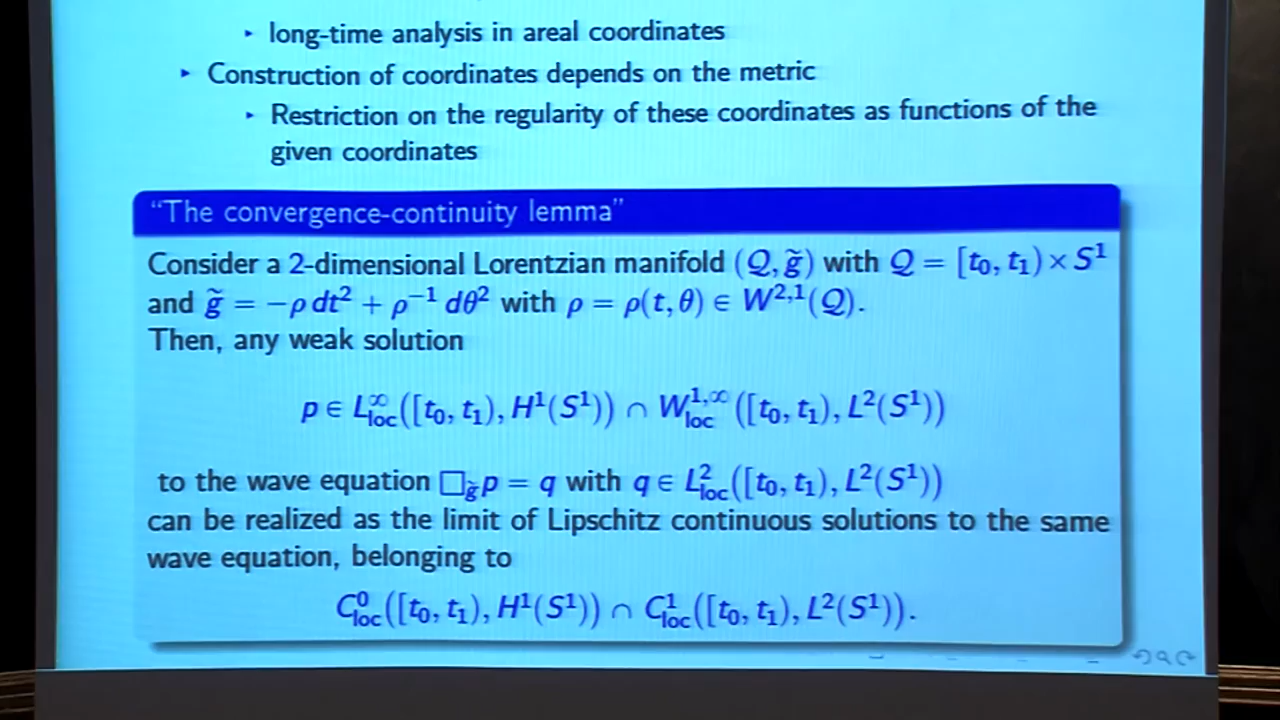 ‣ long-time analysis in areal coordinates
‣ Construction of coordinates depends on the metric
‣ Restriction on the regularity of these coordinates as functions of the
given coordinates
“The convergence-continuity lemma”
Consider a 2-dimensional Lorentzian manifold (Q, g̃) with Q = [t₀, t₁) × S¹
and g̃ = −ρ dt² + ρ⁻¹ dθ² with ρ = ρ(t, θ) ∈ W²,¹(Q).
Then, any weak solution
p ∈ L^∞_loc([t₀, t₁), H¹(S¹)) ∩ W^{1,∞}_loc([t₀, t₁), L²(S¹))
to the wave equation □_g̃ p = q with q ∈ L²_loc([t₀, t₁), L²(S¹))
can be realized as the limit of Lipschitz continuous solutions to the same
wave equation, belonging to
C⁰_loc([t₀, t₁), H¹(S¹)) ∩ C¹_loc([t₀, t₁), L²(S¹)).